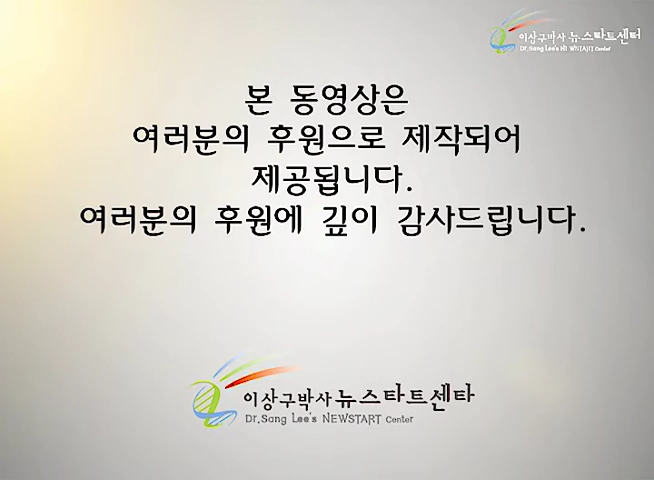 이상구박사 뉴스타트센터
Dr.Sang Lee's NEWSTART Center
본 동영상은
여러분의 후원으로 제작되어
제공됩니다.
여러분의 후원에 깊이 감사드립니다.
이상구박사 뉴스타트센타
Dr.Sang Lee's NEWSTART Center